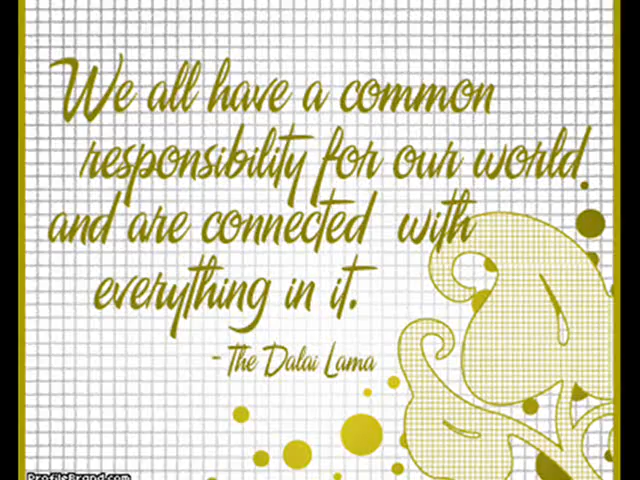 We all have a common
responsibility for our world
and are connected with
everything in it.
- The Dalai Lama
ProfileBrand.com